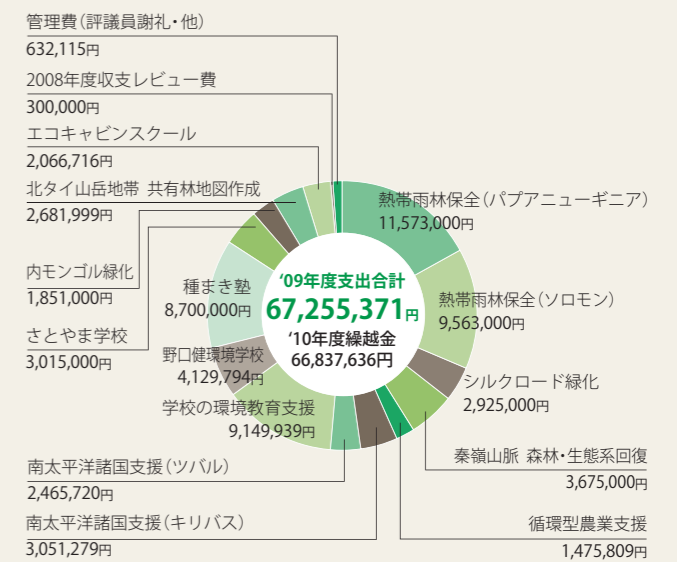 管理費（評議員謝礼・他）
632,115円
2008年度収支レビュー費
300,000円
エコキャビンスクール
2,066,716円
北タイ山岳地帯 共有林地図作成
2,681,999円
内モンゴル緑化
1,851,000円
さとやま学校
3,015,000円
種まき塾
8,700,000円
野口健環境学校
4,129,794円
学校の環境教育支援
9,149,939円
南太平洋諸国支援（ツバル）
2,465,720円
南太平洋諸国支援（キリバス）
3,051,279円
‘09年度支出合計
67,255,371円
‘10年度繰越金
66,837,636円
熱帯雨林保全（パプアニューギニア）
11,573,000円
熱帯雨林保全（ソロモン）
9,563,000円
シルクロード緑化
2,925,000円
秦嶺山脈 森林・生態系回復
3,675,000円
循環型農業支援
1,475,809円